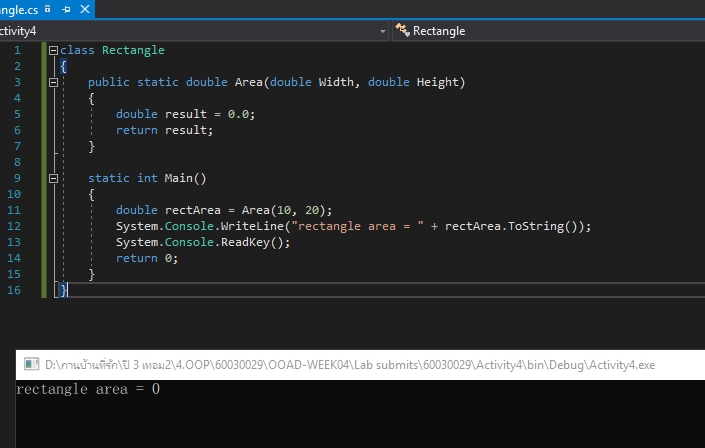 ngle.cs
ctivity4 Rectangle
1 class Rectangle
2 {
3 public static double Area(double Width, double Height)
4 {
5 double result = 0.0;
6 return result;
7 }
8
9 static int Main()
10 {
11 double rectArea = Area(10, 20);
12 System.Console.WriteLine("rectangle area = " + rectArea.ToString());
13 System.Console.ReadKey();
14 return 0;
15 }
16 }
D:\กานบ้านที่รัก\ปี 3 เทอม2\4.OOP\60030029\OOAD-WEEK04\Lab submits\60030029\Activity4\bin\Debug\Activity4.exe
rectangle area = 0